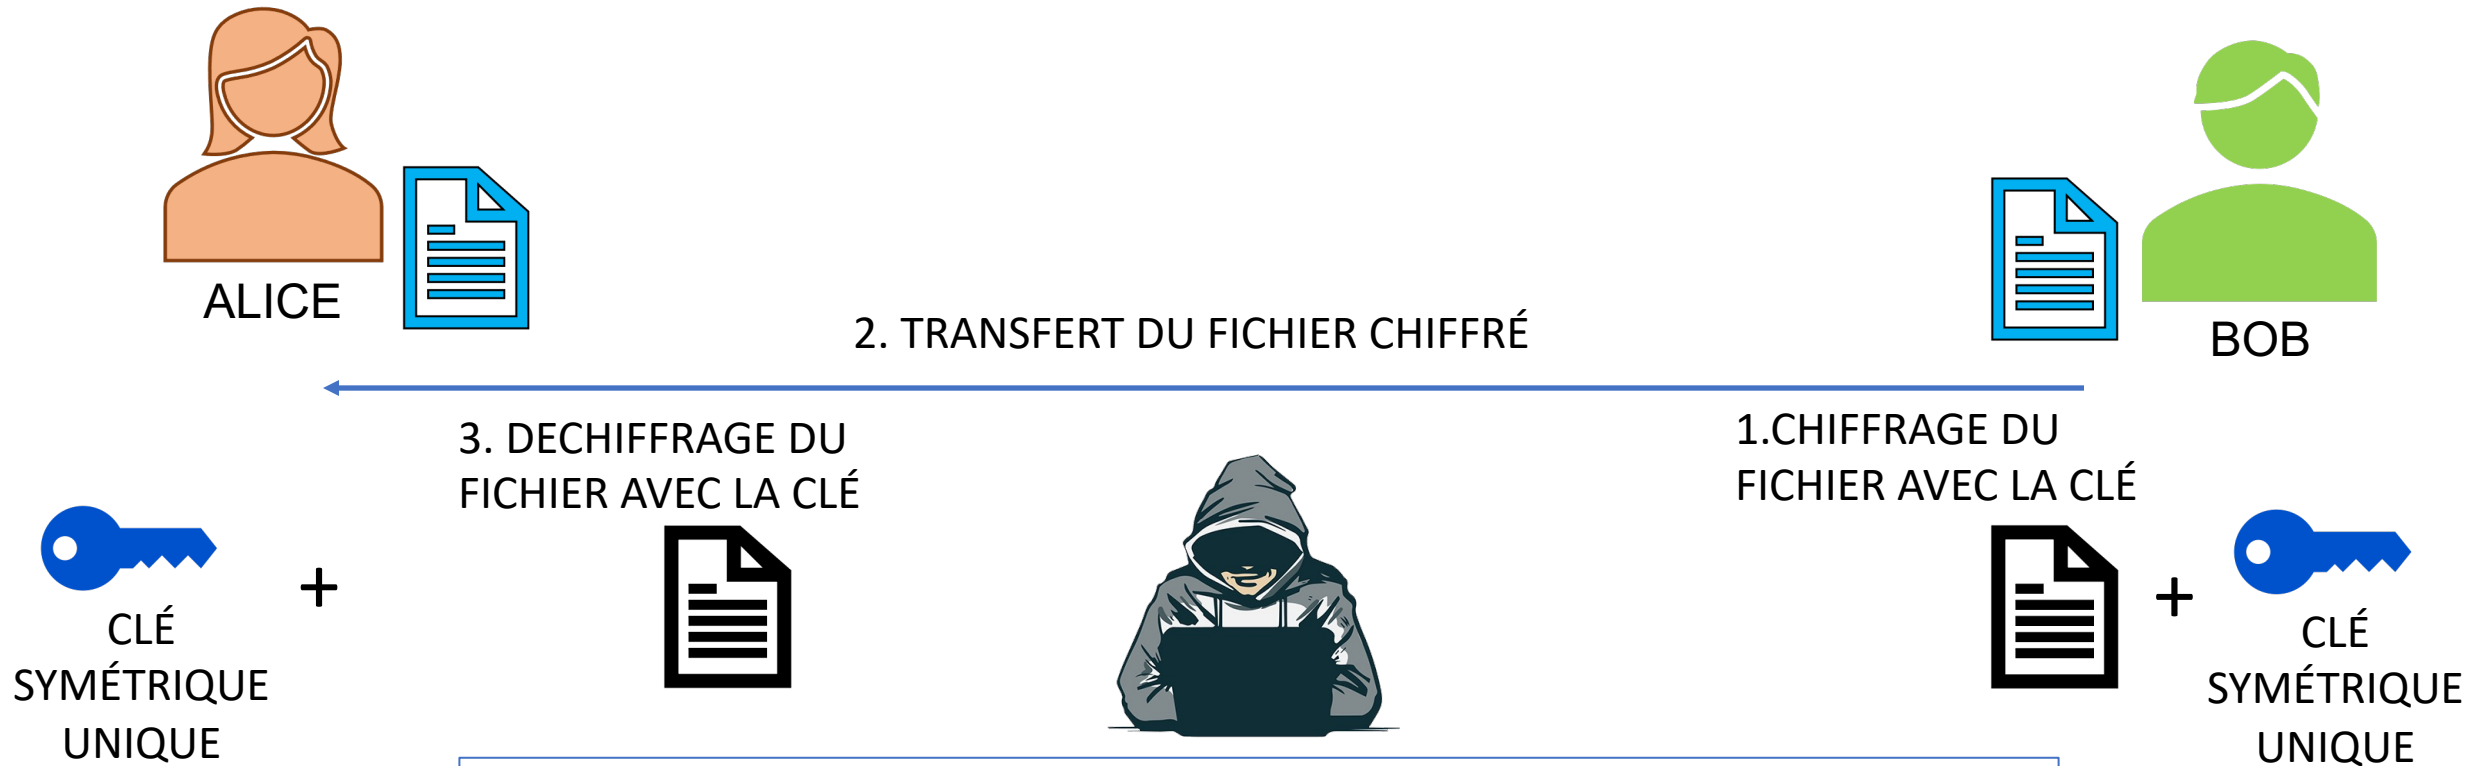 ALICE
BOB
2. TRANSFERT DU FICHIER CHIFFRÉ
3. DECHIFFRAGE DU
FICHIER AVEC LA CLÉ
1.CHIFFRAGE DU
FICHIER AVEC LA CLÉ
+
+
CLÉ
SYMÉTRIQUE
UNIQUE
CLÉ
SYMÉTRIQUE
UNIQUE